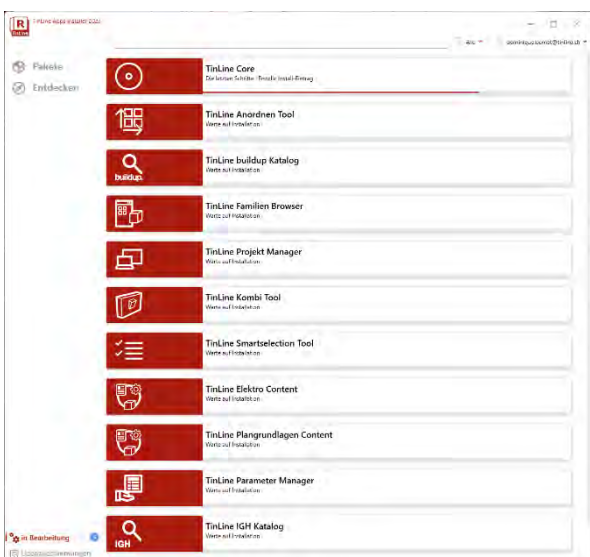 R
TinLine
Alle
Pakete
Entdecken
TinLine Core
TinLine Anordnen Tool
Warte auf Installation
buildup.
TinLine buildup Katalog
Warte auf Installation
TinLine Familien Browser
Warte auf Installation
TinLine Projekt Manager
Warte auf Installation
TinLine Kombi Tool
Warte auf Installation
TinLine Smartselection Tool
Warte auf Installation
TinLine Elektro Content
Warte auf Installation
TinLine Plangrundlagen Content
Warte auf Installation
TinLine Parameter Manager
Warte auf Installation
IGH
TinLine IGH Katalog
Warte auf Installation
in Bearbeitung